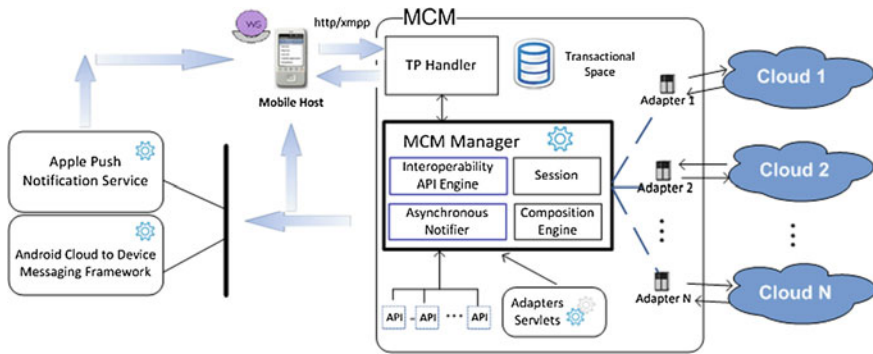 MCM
WS
http/xmpp
Mobile Host
TP Handler
Transactional
Space
Adapter 1
Cloud 1
Apple Push
Notification Service
Android Cloud to Device
Messaging Framework
MCM Manager
Interoperability
API Engine
Session
Asynchronous
Notifier
Composition
Engine
Adapter 2
Cloud 2
API
API
API
Adapters
Servlets
Adapter N
Cloud N